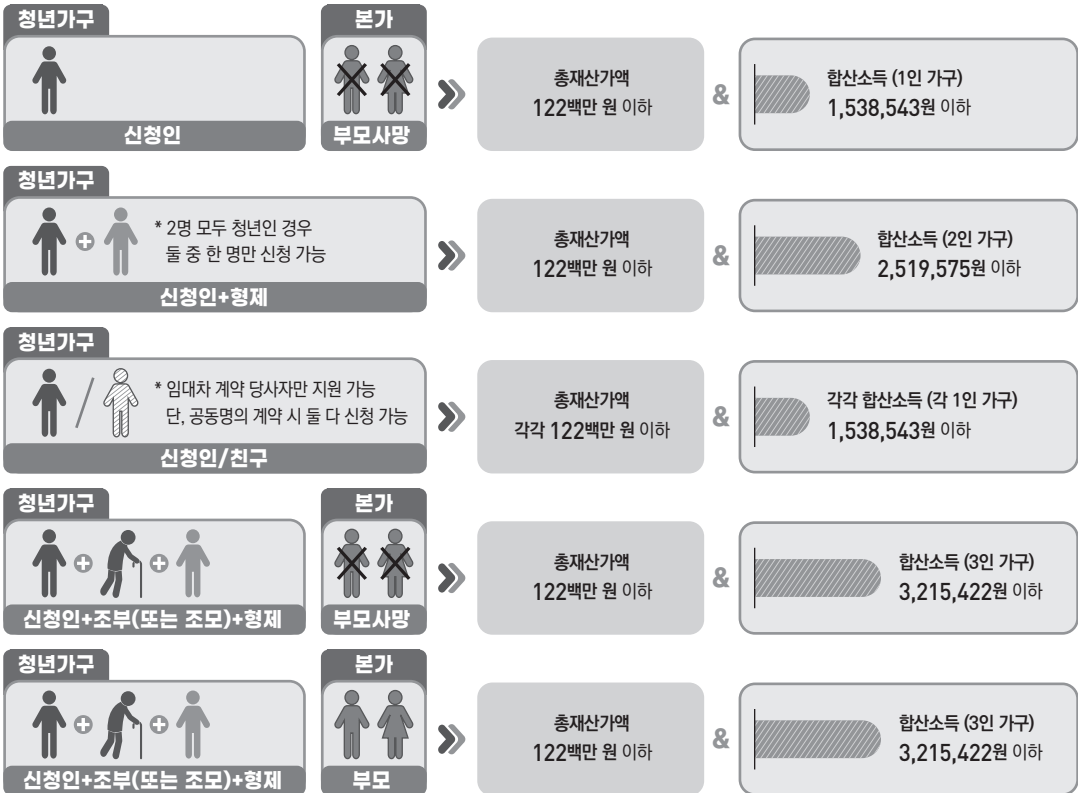 청년가구
본가
신청인
부모사망
총재산가액
122백만 원 이하
&
합산소득 (1인 가구)
1,538,543원 이하
청년가구
* 2명 모두 청년인 경우
둘 중 한 명만 신청 가능
신청인+형제
총재산가액
122백만 원 이하
&
합산소득 (2인 가구)
2,519,575원 이하
청년가구
* 임대차 계약 당사자만 지원 가능
단, 공동명의 계약 시 둘 다 신청 가능
신청인/친구
총재산가액
각각 122백만 원 이하
&
각각 합산소득 (각 1인 가구)
1,538,543원 이하
청년가구
본가
신청인+조부(또는 조모)+형제
부모사망
총재산가액
122백만 원 이하
&
합산소득 (3인 가구)
3,215,422원 이하
청년가구
본가
신청인+조부(또는 조모)+형제
부모
총재산가액
122백만 원 이하
&
합산소득 (3인 가구)
3,215,422원 이하